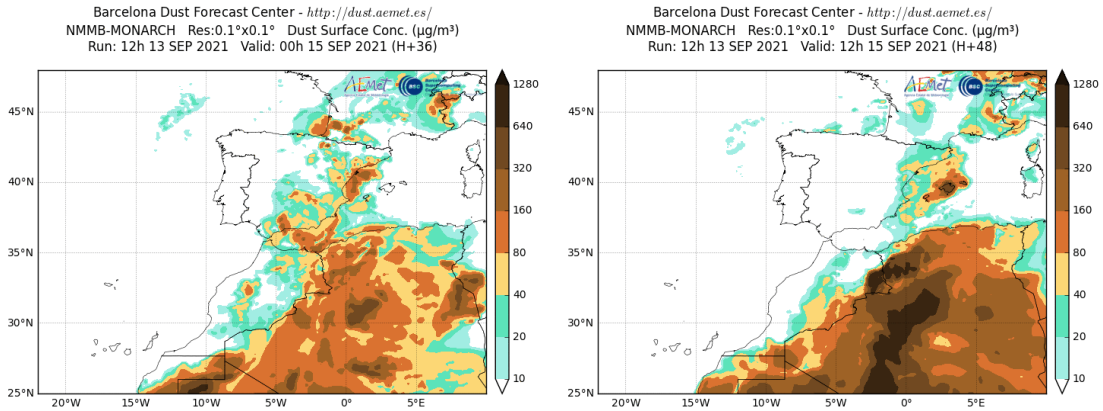 Barcelona Dust Forecast Center - http://dust.aemet.es/
NMMB-MONARCH Res:0.1°x0.1° Dust Surface Conc. (µg/m³)
Run: 12h 13 SEP 2021 Valid: 00h 15 SEP 2021 (H+36)
AEMet
BSC
45°N
40°N
35°N
30°N
25°N
20°W
15°W
10°W
5°W
0°
5°E
1280
640
320
160
80
40
20
10
Barcelona Dust Forecast Center - http://dust.aemet.es/
NMMB-MONARCH Res:0.1°x0.1° Dust Surface Conc. (µg/m³)
Run: 12h 13 SEP 2021 Valid: 12h 15 SEP 2021 (H+48)
AEMet
BSC
45°N
40°N
35°N
30°N
25°N
20°W
15°W
10°W
5°W
0°
5°E
1280
640
320
160
80
40
20
10